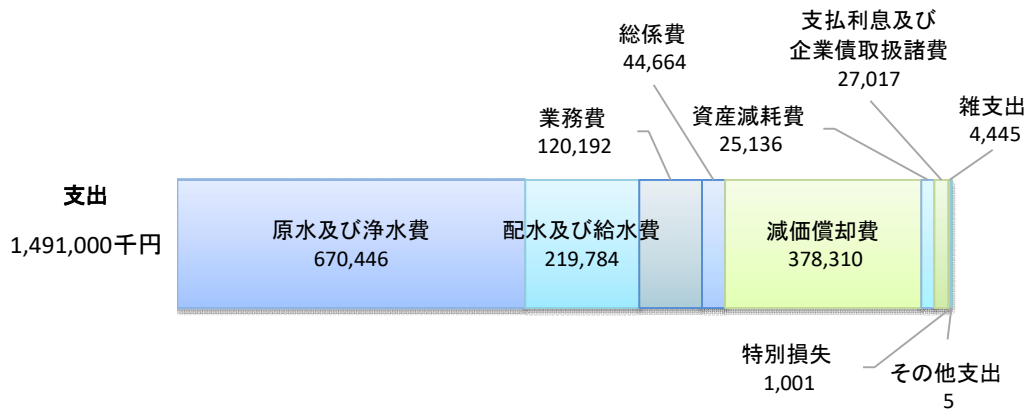 支払利息及び
企業債取扱諸費
27,017
総係費
44,664
雑支出
4,445
業務費
120,192
資産減耗費
25,136
支出
1,491,000千円
原水及び浄水費
670,446
配水及び給水費
219,784
減価償却費
378,310
特別損失
1,001
その他支出
5